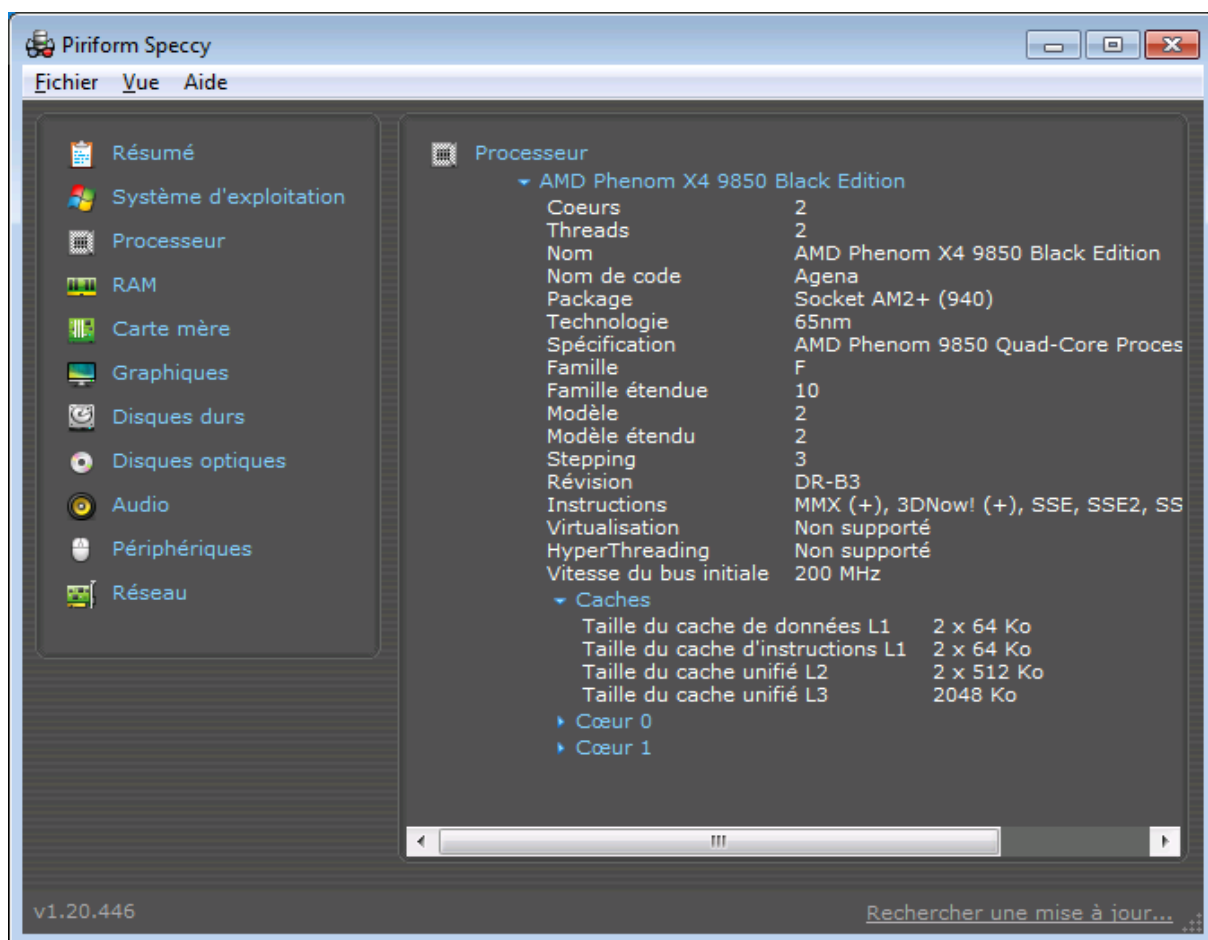 Piriform Speccy
Fichier Vue Aide
Résumé
Système d'exploitation
Processeur
RAM
Carte mère
Graphiques
Disques durs
Disques optiques
Audio
Périphériques
Réseau
Processeur
AMD Phenom X4 9850 Black Edition
Coeurs 2
Threads 2
Nom AMD Phenom X4 9850 Black Edition
Nom de code Agena
Package Socket AM2+ (940)
Technologie 65nm
Spécification AMD Phenom 9850 Quad-Core Proces
Famille F
Famille étendue 10
Modèle 2
Modèle étendu 2
Stepping 3
Révision DR-B3
Instructions MMX (+), 3DNow! (+), SSE, SSE2, SS
Virtualisation Non supporté
HyperThreading Non supporté
Vitesse du bus initiale 200 MHz
Caches
Taille du cache de données L1 2 x 64 Ko
Taille du cache d'instructions L1 2 x 64 Ko
Taille du cache unifié L2 2 x 512 Ko
Taille du cache unifié L3 2048 Ko
Cœur 0
Cœur 1
v1.20.446
Rechercher une mise à jour...